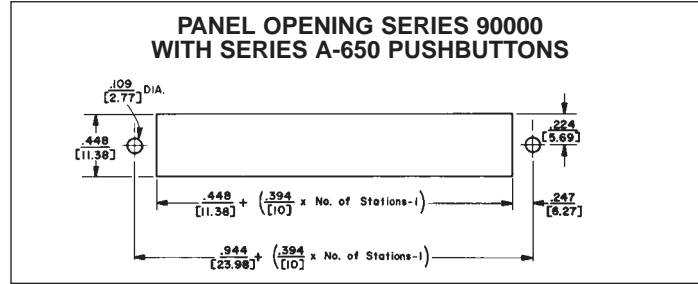 PANEL OPENING SERIES 90000
WITH SERIES A-650 PUSHBUTTONS
.109
[2.77] DIA.
.448
[11.38]
.224
[5.69]
.448
[11.38] + (.394
[10] x No. of Stations-1)
.247
[6.27]
.944
[23.98] + (.394
[10] x No. of Stations-1)